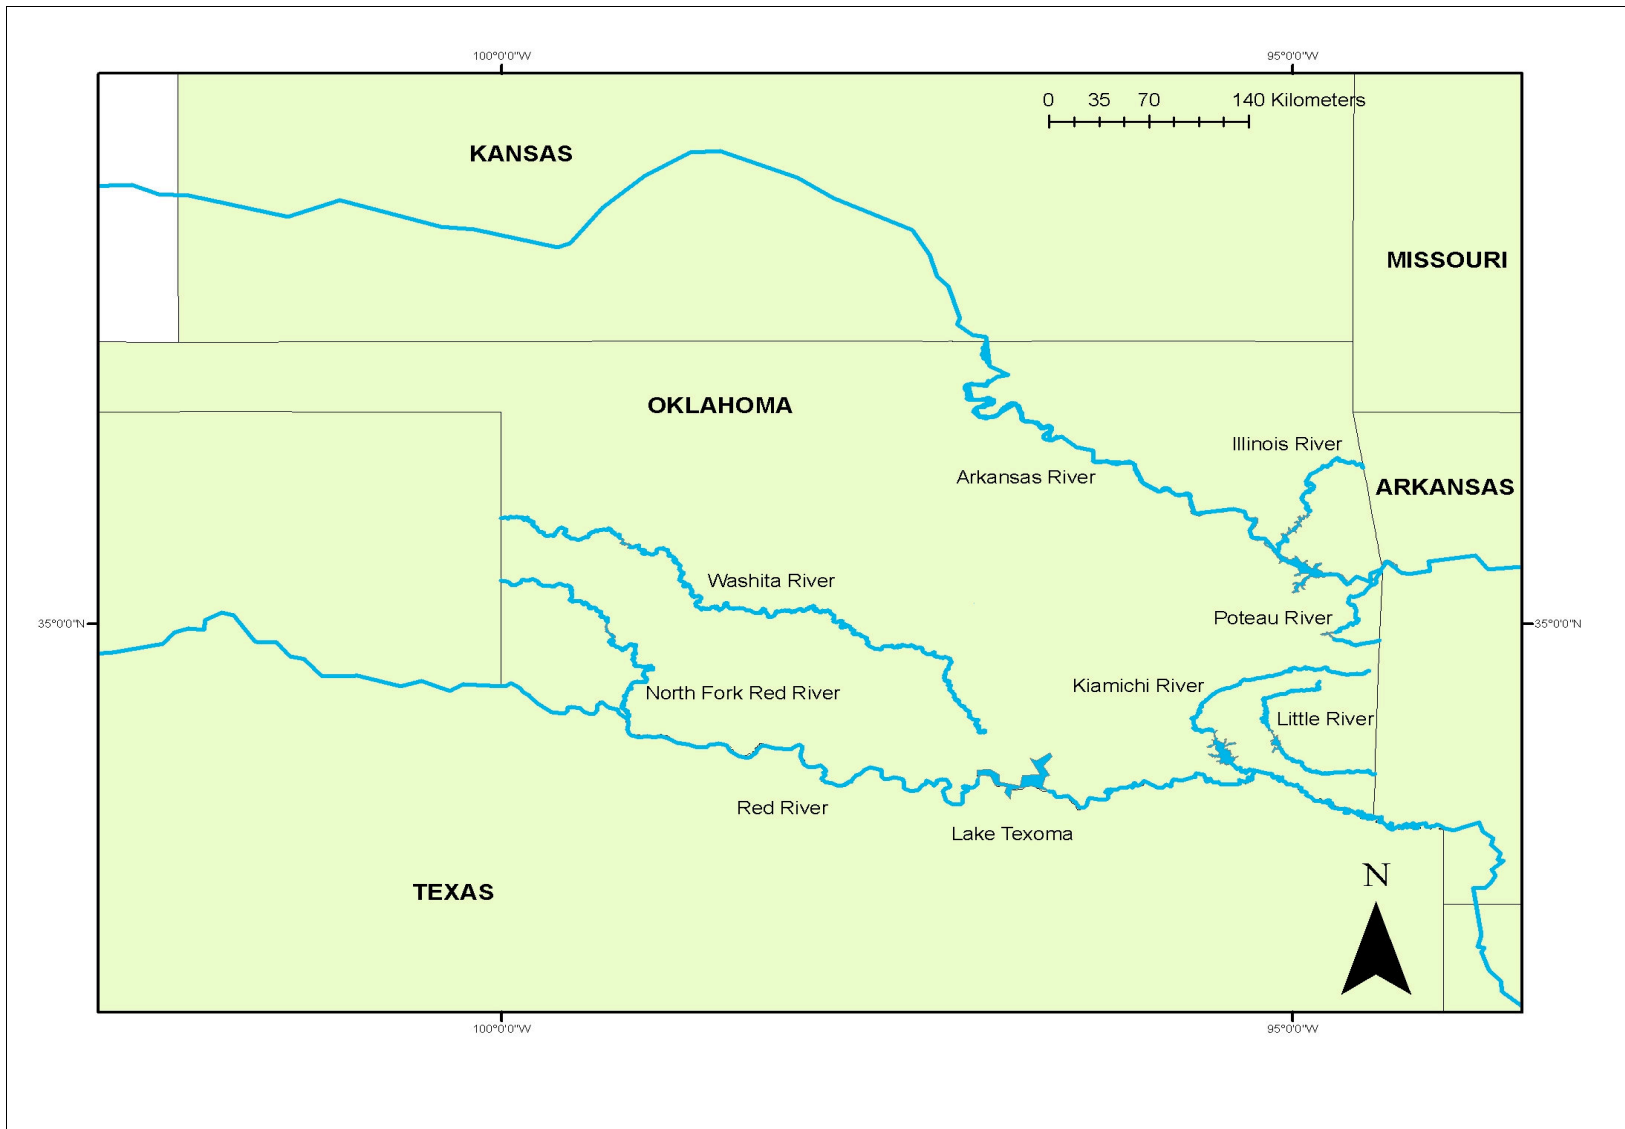 100°0'0"W
95°0'0"W
0 35 70 140 Kilometers
KANSAS
MISSOURI
OKLAHOMA
Illinois River
Arkansas River
ARKANSAS
Washita River
Poteau River
35°0'0"N
35°0'0"N
Kiamichi River
North Fork Red River
Little River
Red River
Lake Texoma
N
TEXAS
100°0'0"W
95°0'0"W